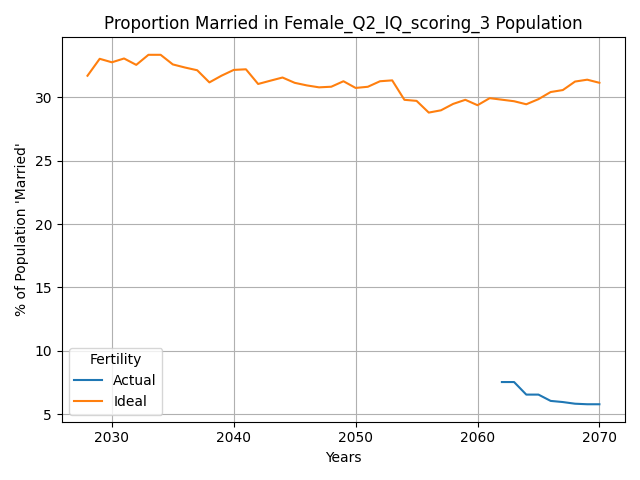 Proportion Married in Female_Q2_IQ_scoring_3 Population
% of Population 'Married'
30
25
20
15
10
5
Fertility
Actual
Ideal
2030 2040 2050 2060 2070
Years